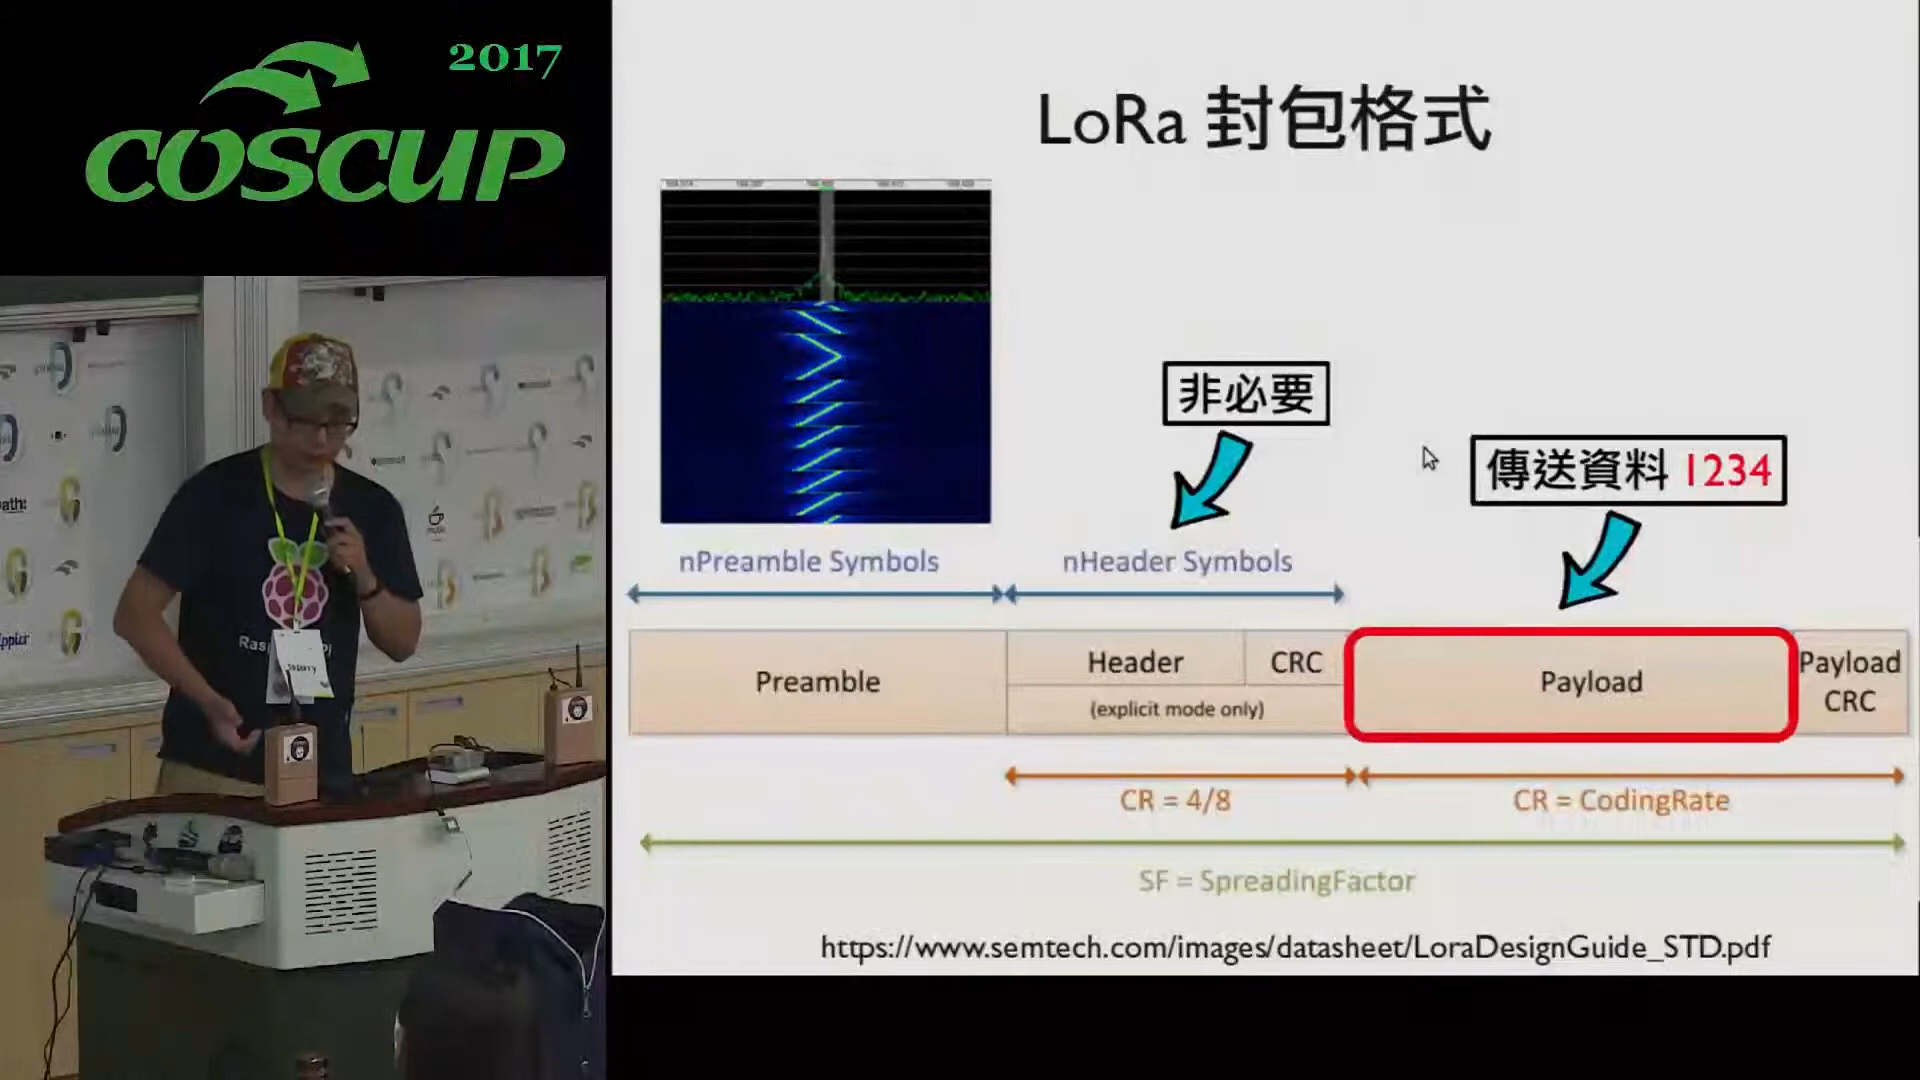 2017
COSCUP
LoRa 封包格式
非必要
傳送資料 1234
nPreamble Symbols
nHeader Symbols
Preamble
Header
CRC
(explicit mode only)
Payload
Payload
CRC
CR = 4/8
CR = CodingRate
SF = SpreadingFactor
https://www.semtech.com/images/datasheet/LoraDesignGuide_STD.pdf